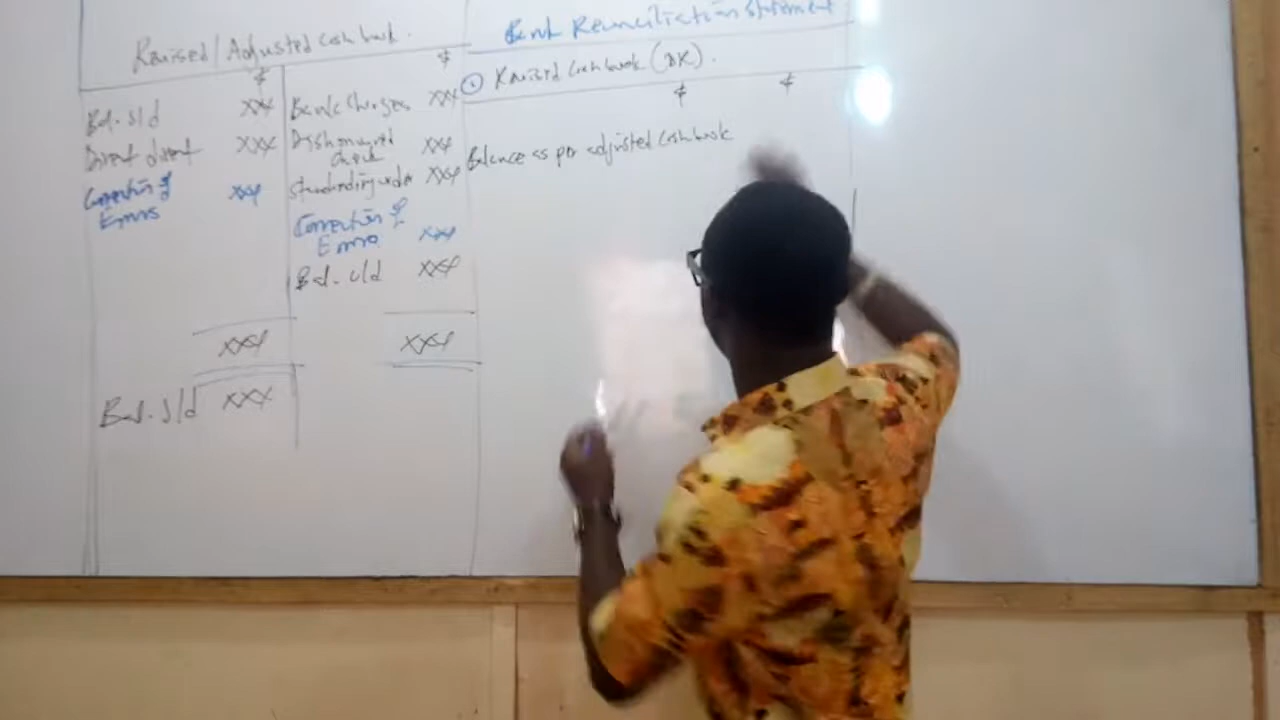 Revised/Adjusted cash book.
$ $
Bal. b/d xxx Bank Charges xxx
Direct xxx Dishonoured
Check xxx
Correction of
Errors xxx Standing order xxx
Correction of
Errors xxx
Bal. c/d xxx
xxx xxx
Bal. b/d xxx
Bank Reconciliation Statement
① Revised Cash book (DR).
$ $
Balance as per adjusted Cash book